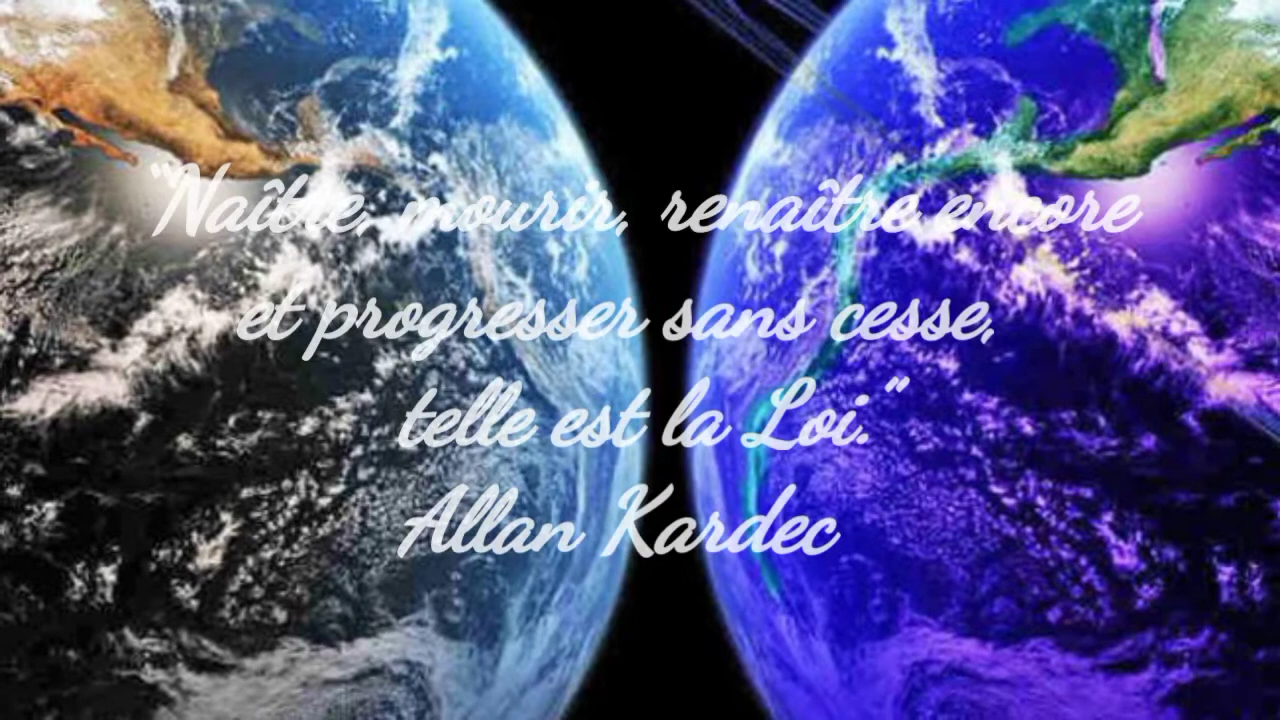 “Naître, mourir, renaître encore
et progresser sans cesse,
telle est la Loi.”
Allan Kardec